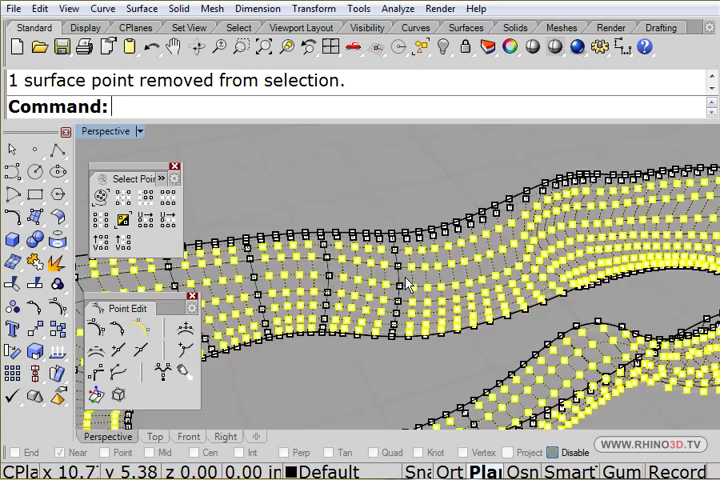 File Edit View Curve Surface Solid Mesh Dimension Transform Tools Analyze Render Help
Standard Display CPlanes Set View Select Viewport Layout Visibility Curves Surfaces Solids Meshes Render Drafting
1 surface point removed from selection.
Command:
Perspective
Select Poin
Point Edit
Perspective Top Front Right
End Near Point Mid Cen Int Perp Tan Quad Knot Vertex Project Disable
WWW.RHINO3D.TV
CPla x 10.7 y 5.38 z 0.00 0.00 in Default Sna Ort Plan Osn Smart Gum Record